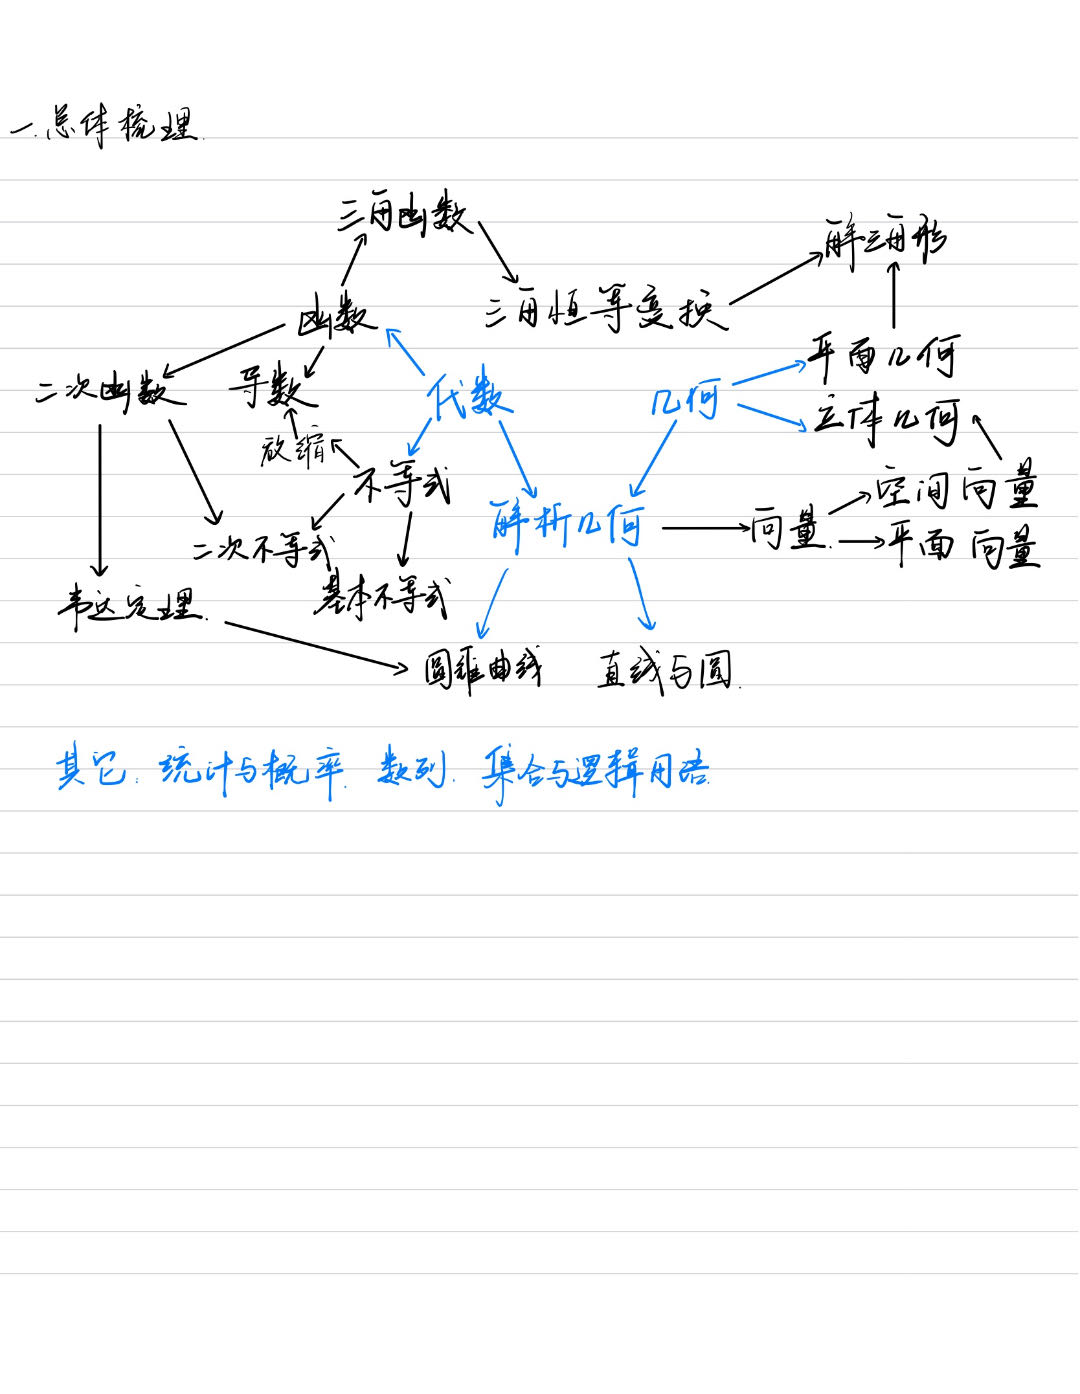 一.总体梳理.
三角函数
解三角形
函数
三角恒等变换
平面几何
二次函数
导数
代数
几何
立体几何
放缩
不等式
空间向量
解析几何
向量.
平面向量
二次不等式
韦达定理.
基本不等式
圆锥曲线
直线与圆.
其它: 统计与概率. 数列. 集合与逻辑用语.